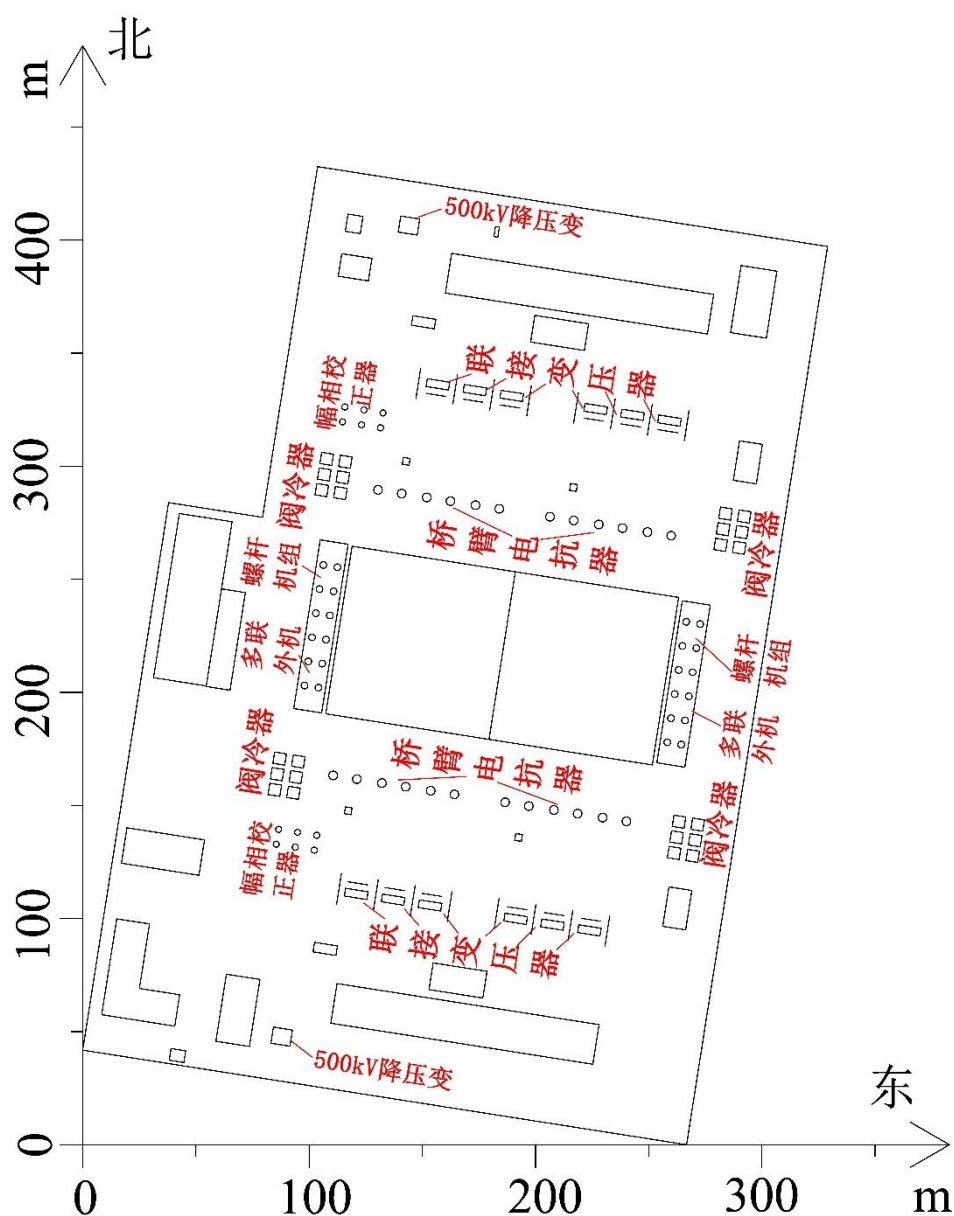 北
m
400
300
200
100
0
500kV降压变
联接变压器
幅相校
正器
阀冷器
桥臂电抗器
阀冷器
螺杆
机组
多联
外机
螺杆
机组
多联
外机
阀冷器
桥臂电抗器
阀冷器
幅相校
正器
联接变压器
500kV降压变
东
0
100
200
300
m